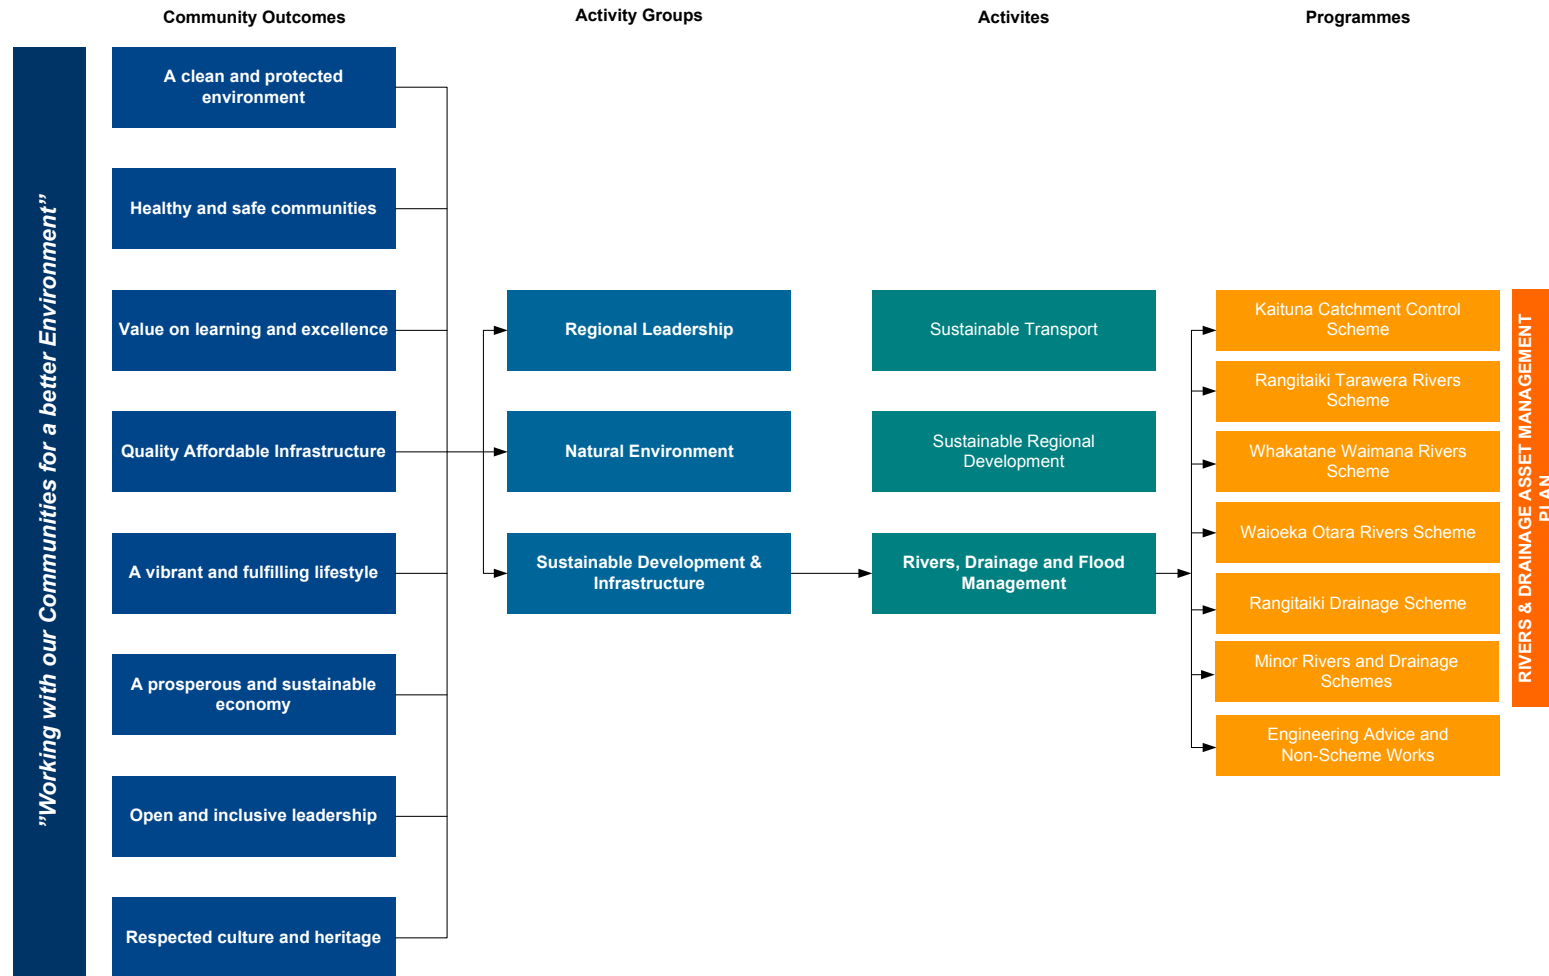 Community Outcomes
Activity Groups
Activites
Programmes
”Working with our Communities for a better Environment”
A clean and protected
environment
Healthy and safe communities
Value on learning and excellence
Quality Affordable Infrastructure
A vibrant and fulfilling lifestyle
A prosperous and sustainable
economy
Open and inclusive leadership
Respected culture and heritage
Regional Leadership
Natural Environment
Sustainable Development &
Infrastructure
Sustainable Transport
Sustainable Regional
Development
Rivers, Drainage and Flood
Management
Kaituna Catchment Control
Scheme
Rangitaiki Tarawera Rivers
Scheme
Whakatane Waimana Rivers
Scheme
Waioeka Otara Rivers Scheme
Rangitaiki Drainage Scheme
Minor Rivers and Drainage
Schemes
Engineering Advice and
Non-Scheme Works
RIVERS & DRAINAGE ASSET MANAGEMENT
PLAN